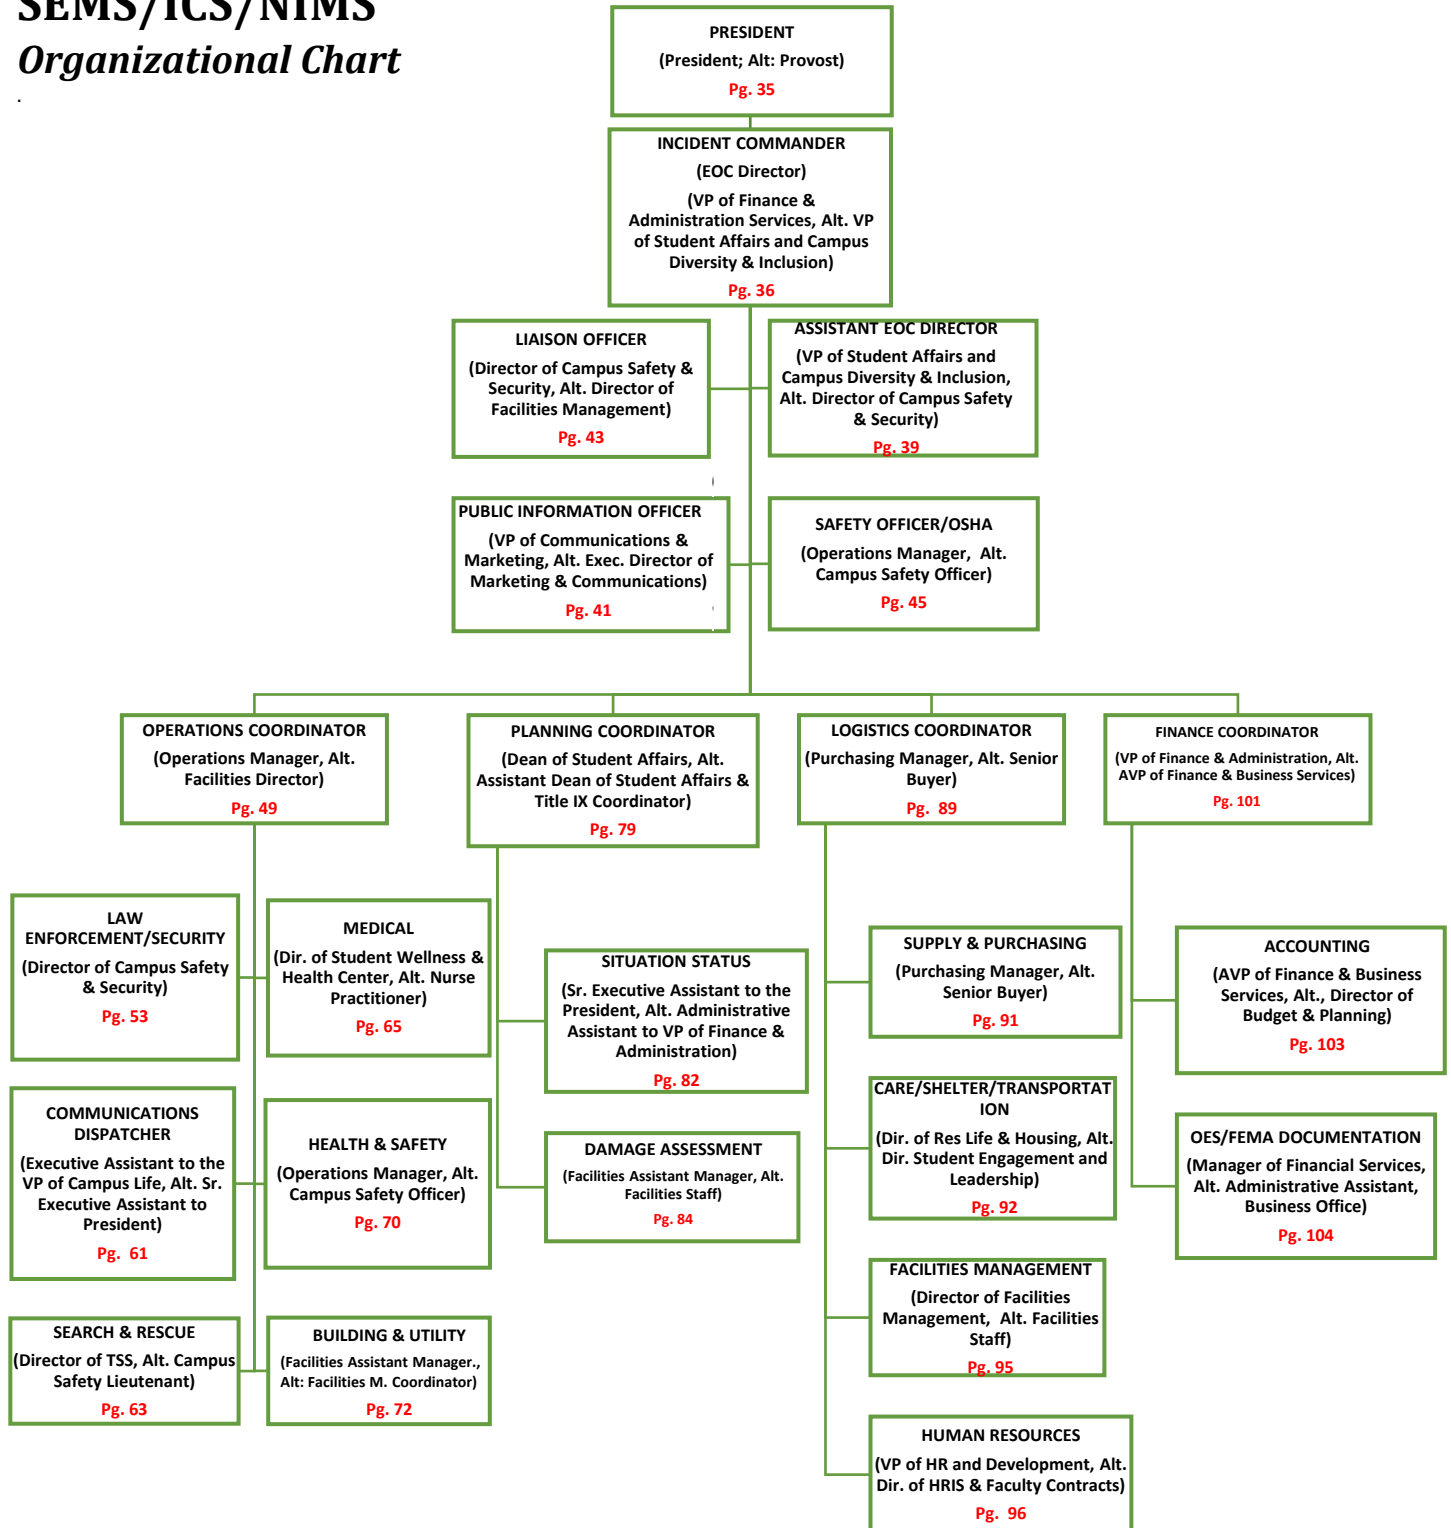 SEMS/ICS/NIMS
Organizational Chart
.
PRESIDENT
(President; Alt: Provost)
Pg. 35
INCIDENT COMMANDER
(EOC Director)
(VP of Finance &
Administration Services, Alt. VP
of Student Affairs and Campus
Diversity & Inclusion)
Pg. 36
LIAISON OFFICER
(Director of Campus Safety &
Security, Alt. Director of
Facilities Management)
Pg. 43
ASSISTANT EOC DIRECTOR
(VP of Student Affairs and
Campus Diversity & Inclusion,
Alt. Director of Campus Safety
& Security)
Pg. 39
PUBLIC INFORMATION OFFICER
(VP of Communications &
Marketing, Alt. Exec. Director of
Marketing & Communications)
Pg. 41
SAFETY OFFICER/OSHA
(Operations Manager,  Alt.
Campus Safety Officer)
Pg. 45
OPERATIONS COORDINATOR
(Operations Manager, Alt.
Facilities Director)
Pg. 49
PLANNING COORDINATOR
(Dean of Student Affairs, Alt.
Assistant Dean of Student Affairs &
Title IX Coordinator)
Pg. 79
LOGISTICS COORDINATOR
(Purchasing Manager, Alt. Senior
Buyer)
Pg.  89
FINANCE COORDINATOR
(VP of Finance & Administration, Alt.
AVP of Finance & Business Services)
Pg. 101
LAW
ENFORCEMENT/SECURITY
(Director of Campus Safety
& Security)
Pg. 53
MEDICAL
(Dir. of Student Wellness &
Health Center, Alt. Nurse
Practitioner)
Pg. 65
COMMUNICATIONS
DISPATCHER
(Executive Assistant to the
VP of Campus Life, Alt. Sr.
Executive Assistant to
President)
Pg.  61
HEALTH & SAFETY
(Operations Manager, Alt.
Campus Safety Officer)
Pg. 70
SEARCH & RESCUE
(Director of TSS, Alt. Campus
Safety Lieutenant)
Pg. 63
BUILDING & UTILITY
(Facilities Assistant Manager.,
Alt: Facilities M. Coordinator)
Pg. 72
SITUATION STATUS
(Sr. Executive Assistant to the
President, Alt. Administrative
Assistant to VP of Finance &
Administration)
Pg. 82
DAMAGE ASSESSMENT
(Facilities Assistant Manager, Alt.
Facilities Staff)
Pg. 84
SUPPLY & PURCHASING
(Purchasing Manager, Alt.
Senior Buyer)
Pg. 91
CARE/SHELTER/TRANSPORTAT
ION
(Dir. of Res Life & Housing, Alt.
Dir. Student Engagement and
Leadership)
Pg. 92
FACILITIES MANAGEMENT
(Director of Facilities
Management,  Alt. Facilities
Staff)
Pg. 95
HUMAN RESOURCES
(VP of HR and Development, Alt.
Dir. of HRIS & Faculty Contracts)
Pg.  96
ACCOUNTING
(AVP of Finance & Business
Services, Alt., Director of
Budget & Planning)
Pg. 103
OES/FEMA DOCUMENTATION
(Manager of Financial Services,
Alt. Administrative Assistant,
Business Office)
Pg. 104